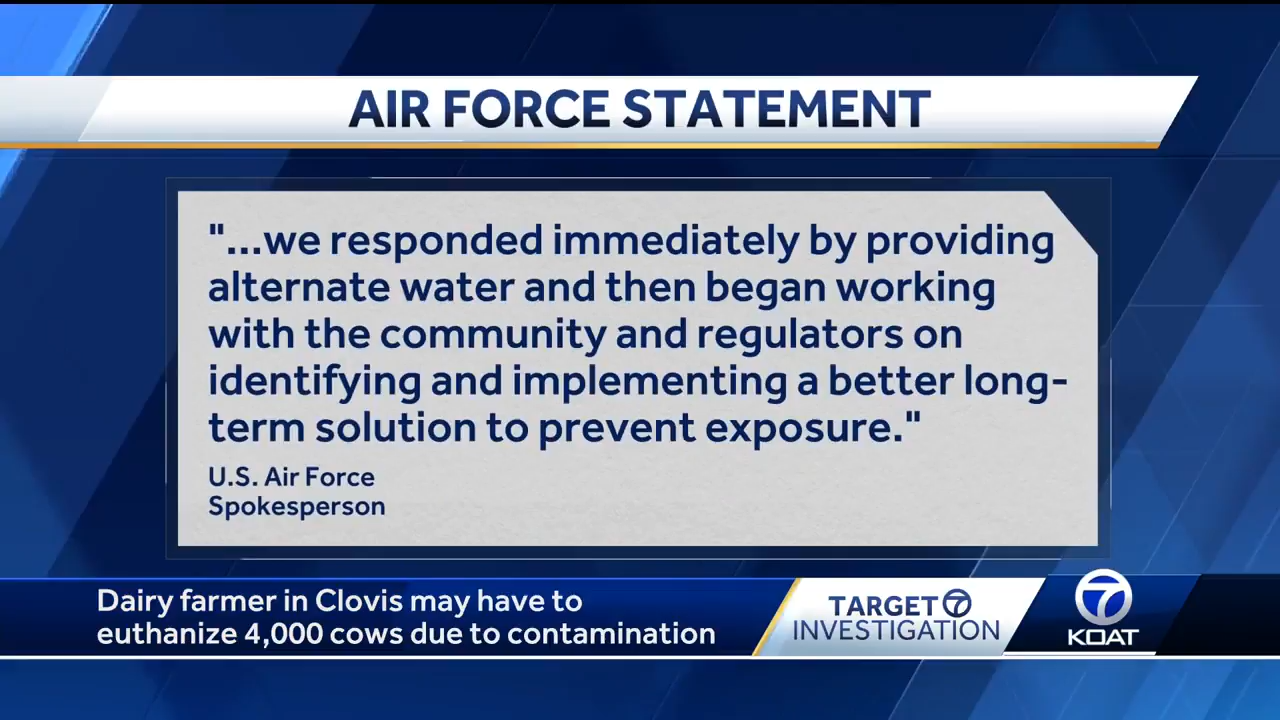 AIR FORCE STATEMENT
"...we responded immediately by providing
alternate water and then began working
with the community and regulators on
identifying and implementing a better long-
term solution to prevent exposure."
U.S. Air Force
Spokesperson
Dairy farmer in Clovis may have to
euthanize 4,000 cows due to contamination
TARGET 7
INVESTIGATION
7
KOAT